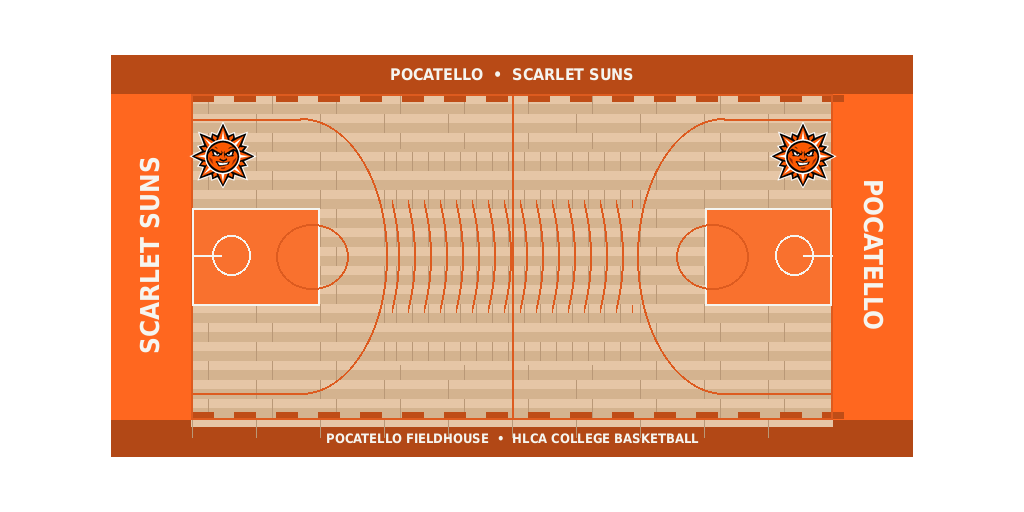 POCATELLO • SCARLET SUNS
SCARLET SUNS
POCATELLO
POCATELLO FIELDHOUSE • HLCA COLLEGE BASKETBALL